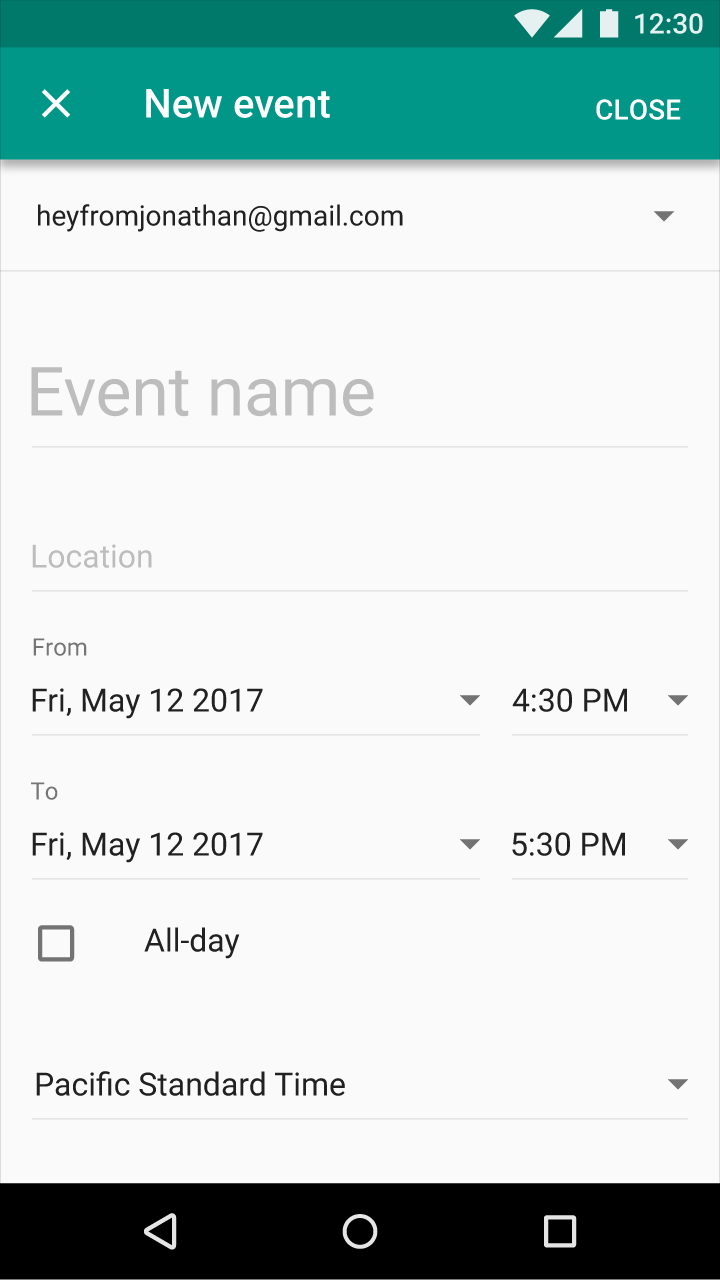 12:30
New event CLOSE
heyfromjonathan@gmail.com
Event name
Location
From
Fri, May 12 2017 4:30 PM
To
Fri, May 12 2017 5:30 PM
All-day
Pacific Standard Time